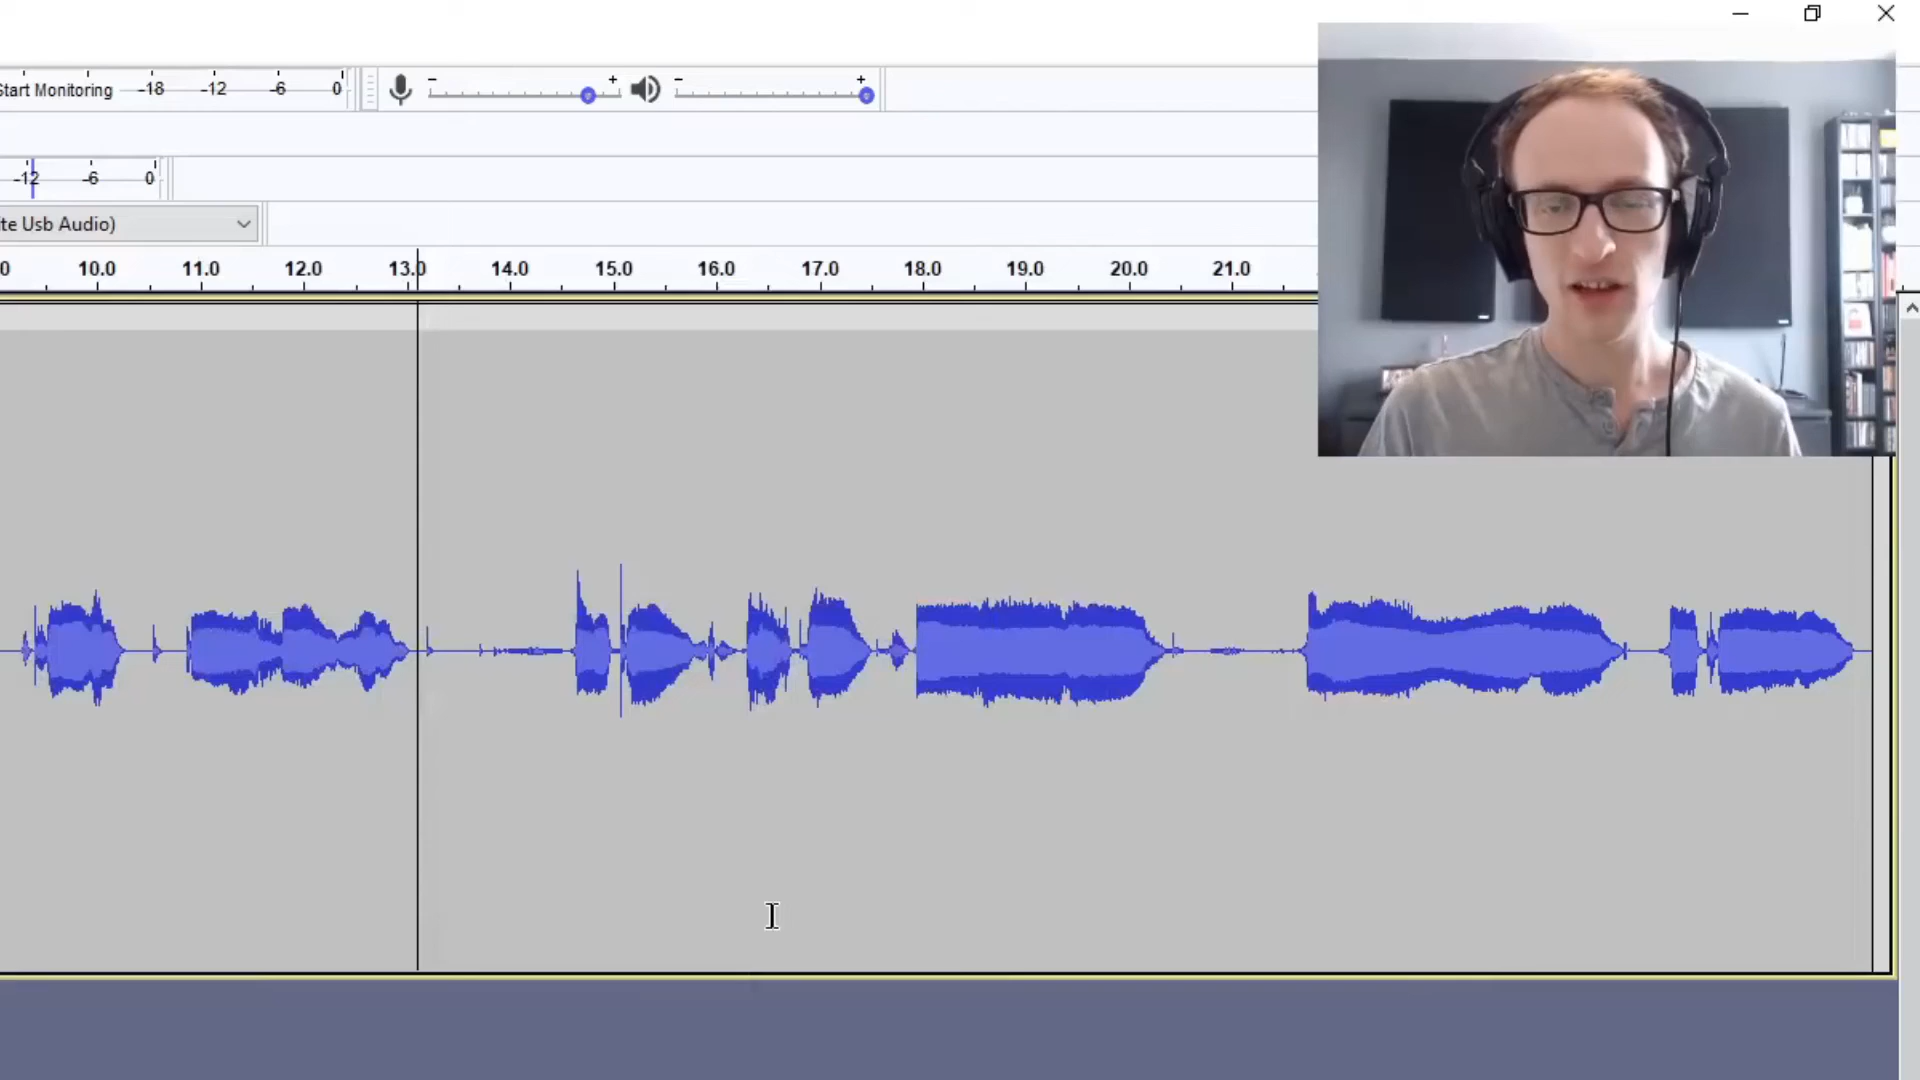 Start Monitoring -18 -12 -6 0 - + - +
-12 -6 0
te Usb Audio)
0 10.0 11.0 12.0 13.0 14.0 15.0 16.0 17.0 18.0 19.0 20.0 21.0